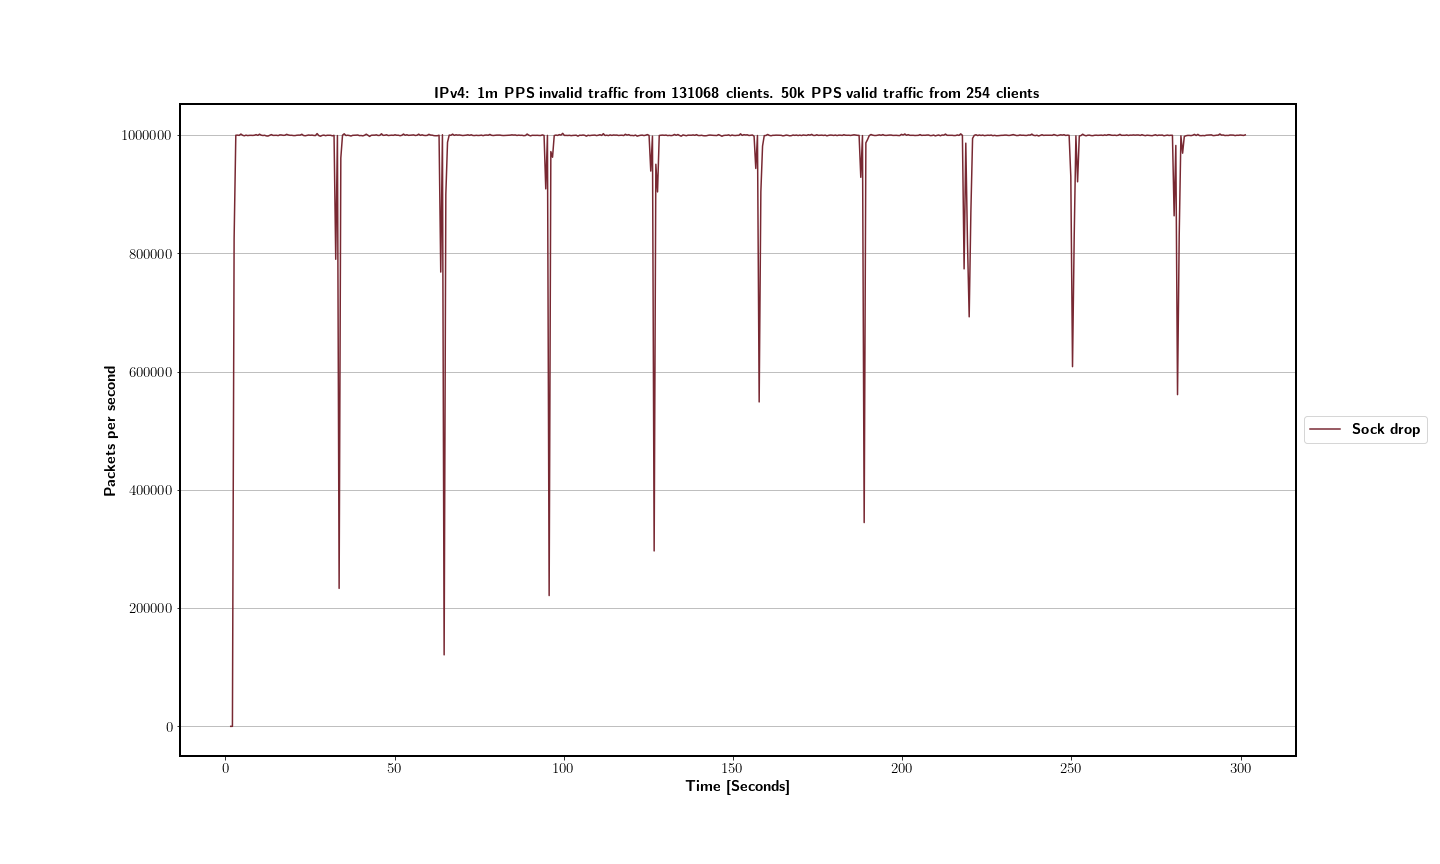 IPv4: 1m PPS invalid traffic from 131068 clients. 50k PPS valid traffic from 254 clients
1000000
800000
600000
400000
200000
0
Packets per second
Sock drop
0 50 100 150 200 250 300
Time [Seconds]